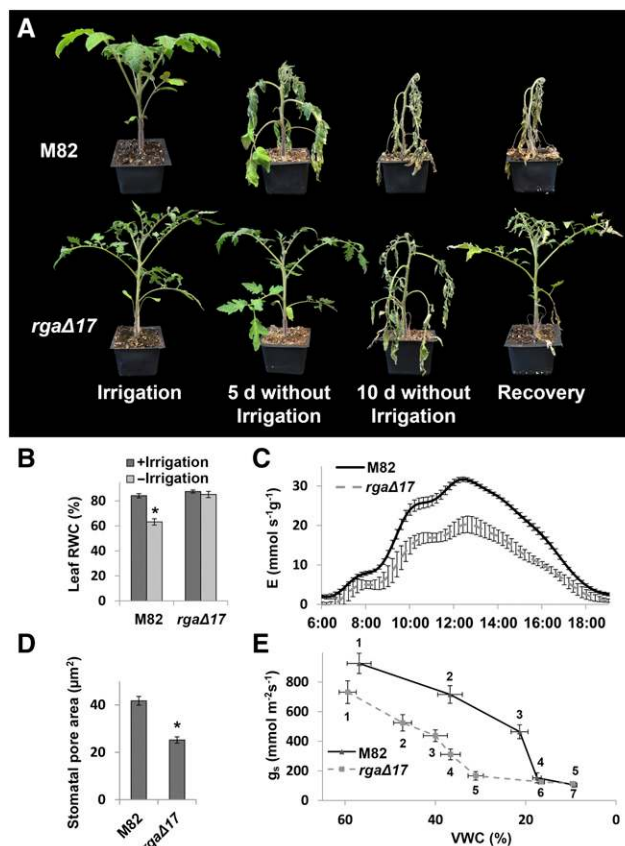 A
M82
rgaΔ17
Irrigation
5 d without
Irrigation
10 d without
Irrigation
Recovery
B
+Irrigation
−Irrigation
Leaf RWC (%)
80
60
40
20
0
*
M82
rgaΔ17
C
M82
rgaΔ17
E (mmol s⁻¹g⁻¹)
30
20
10
0
6:00 8:00 10:00 12:00 14:00 16:00 18:00
D
Stomatal pore area (µm²)
40
20
0
*
M82
rgaΔ17
E
gs (mmol m⁻²s⁻¹)
800
600
400
200
0
1
2
3
4
5
1
2
3
4
5
6
7
M82
rgaΔ17
60 40 20 0
VWC (%)